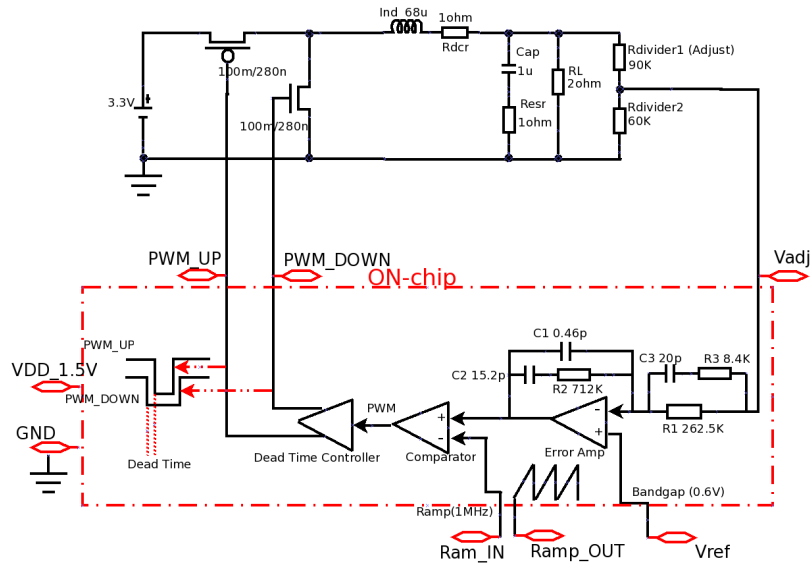 Ind 68u
1ohm
Rdcr
Cap
1u
Resr
1ohm
RL
2ohm
Rdivider1 (Adjust)
90K
Rdivider2
60K
3.3V
100m/280n
100m/280n
PWM_UP
PWM_DOWN
Vadj
ON-chip
PWM_UP
VDD_1.5V
PWM_DOWN
GND
Dead Time
Dead Time Controller
PWM
Comparator
+
-
C1 0.46p
C2 15.2p
R2 712K
C3 20p
R3 8.4K
R1 262.5K
-
+
Error Amp
Bandgap (0.6V)
Ramp(1MHz)
Ram_IN
Ramp_OUT
Vref